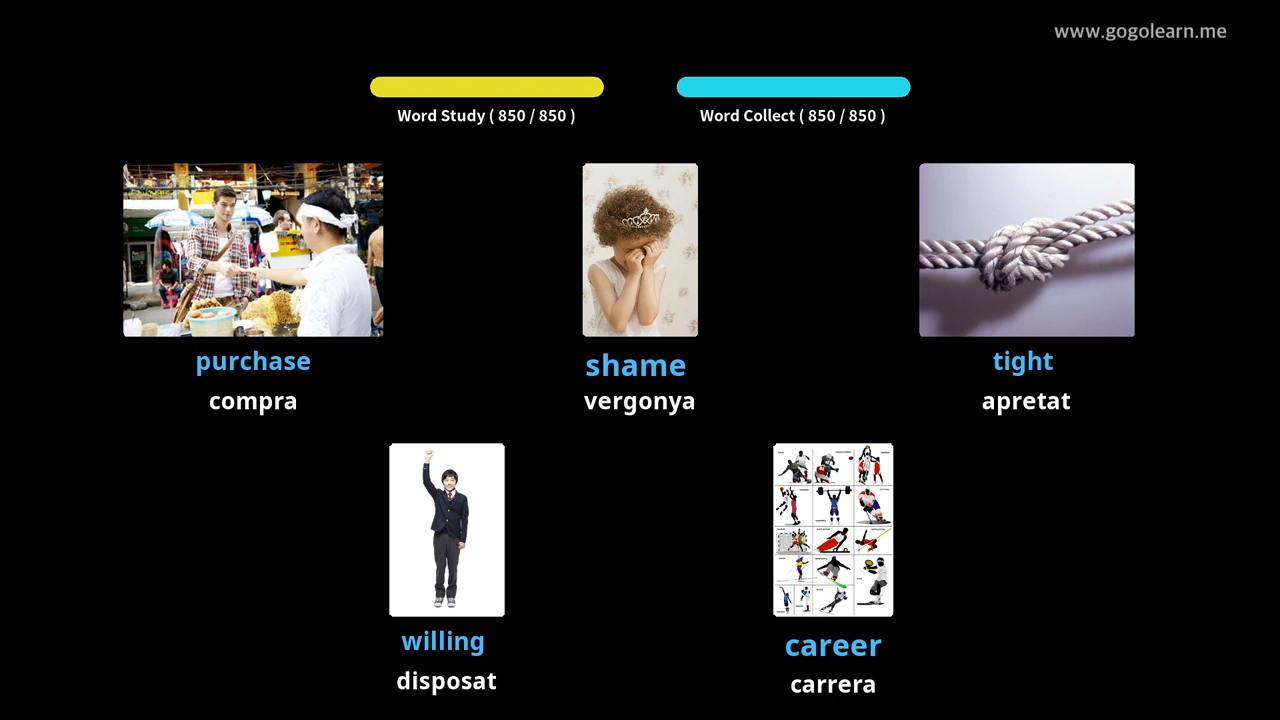 www.gogolearn.me
Word Study ( 850 / 850 )
Word Collect ( 850 / 850 )
purchase
shame
tight
compra
vergonya
apretat
willing
career
disposat
carrera